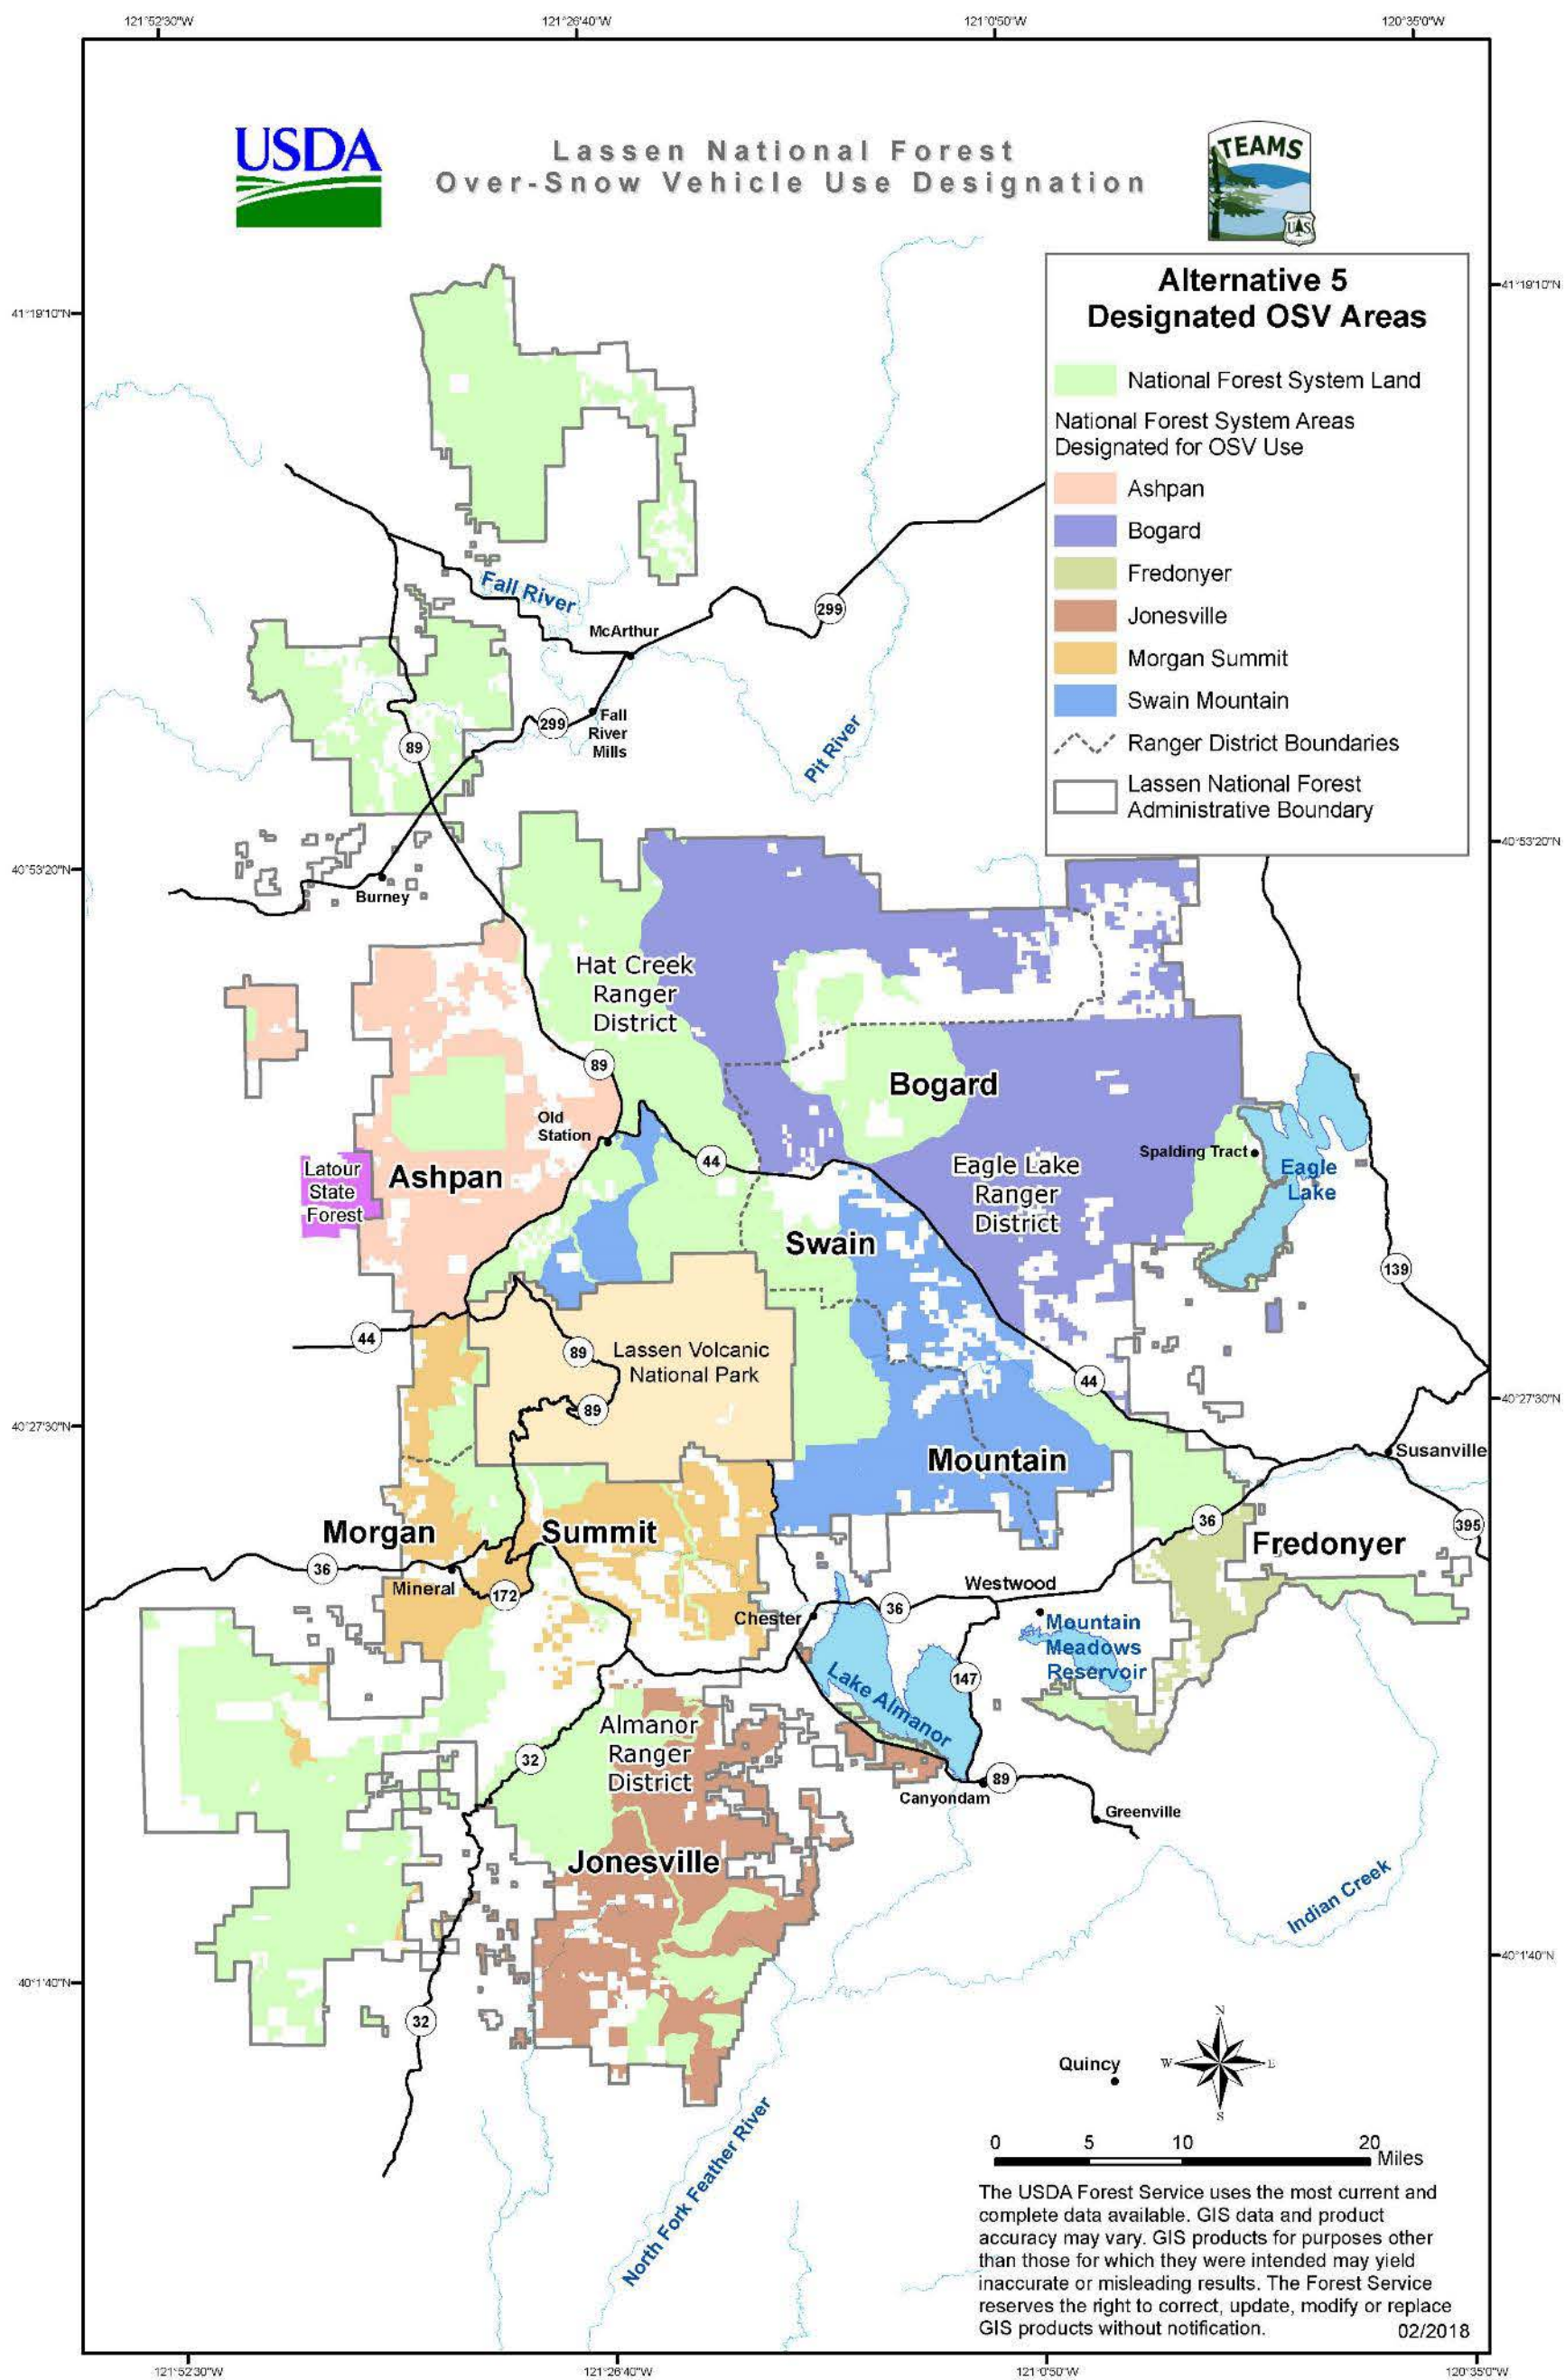 121°52'30"W
121°26'40"W
121°0'50"W
120°35'0"W
USDA
Lassen National Forest
Over-Snow Vehicle Use Designation
TEAMS
UAS
Alternative 5
Designated OSV Areas
National Forest System Land
National Forest System Areas
Designated for OSV Use
Ashpan
Bogard
Fredonyer
Jonesville
Morgan Summit
Swain Mountain
Ranger District Boundaries
Lassen National Forest
Administrative Boundary
41°19'10"N
41°19'10"N
Fall River
McArthur
299
299
Fall
River
Mills
89
Pit River
40°53'20"N
40°53'20"N
Burney
Hat Creek
Ranger
District
89
Bogard
Old
Station
44
Latour
State
Forest
Ashpan
Eagle Lake
Ranger
District
Spalding Tract
Eagle
Lake
Swain
139
44
89
Lassen Volcanic
National Park
89
44
40°27'30"N
40°27'30"N
Mountain
Susanville
Morgan
Summit
36
Fredonyer
395
36
Mineral
172
Westwood
Chester
36
Mountain
Meadows
Reservoir
Lake Almanor
147
Almanor
Ranger
District
32
89
Canyondam
Greenville
Jonesville
Indian Creek
40°1'40"N
40°1'40"N
32
N
W
E
S
Quincy
North Fork Feather River
0
5
10
20
Miles
The USDA Forest Service uses the most current and
complete data available. GIS data and product
accuracy may vary. GIS products for purposes other
than those for which they were intended may yield
inaccurate or misleading results. The Forest Service
reserves the right to correct, update, modify or replace
GIS products without notification.
02/2018
121°52'30"W
121°26'40"W
121°0'50"W
120°35'0"W